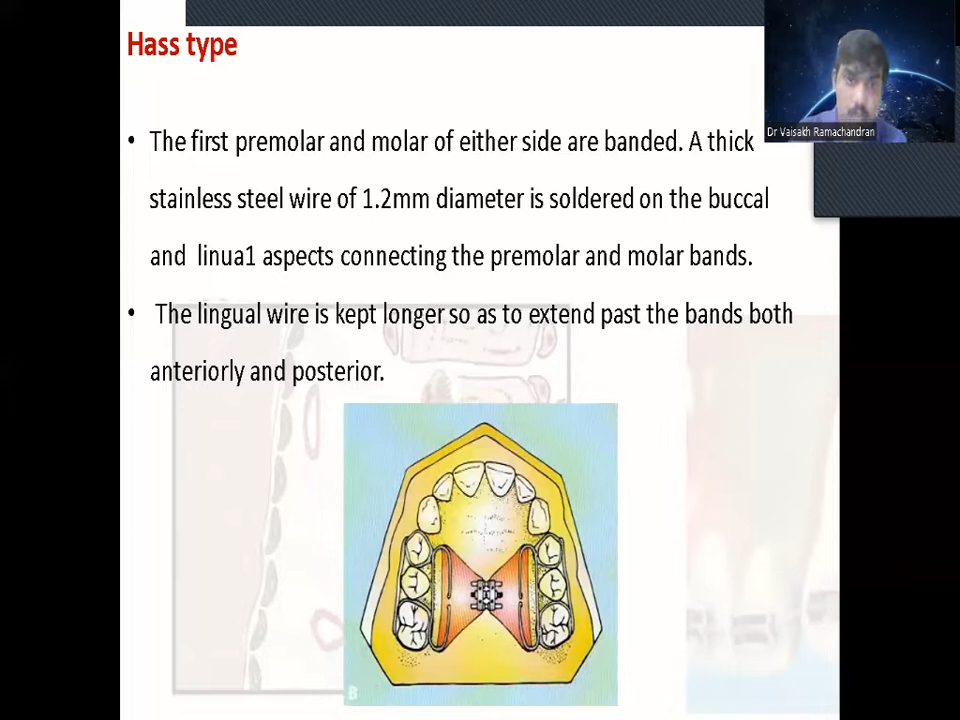 Hass type
Dr Vaisakh Ramachandran
• The first premolar and molar of either side are banded. A thick
stainless steel wire of 1.2mm diameter is soldered on the buccal
and linua1 aspects connecting the premolar and molar bands.
• The lingual wire is kept longer so as to extend past the bands both
anteriorly and posterior.
B